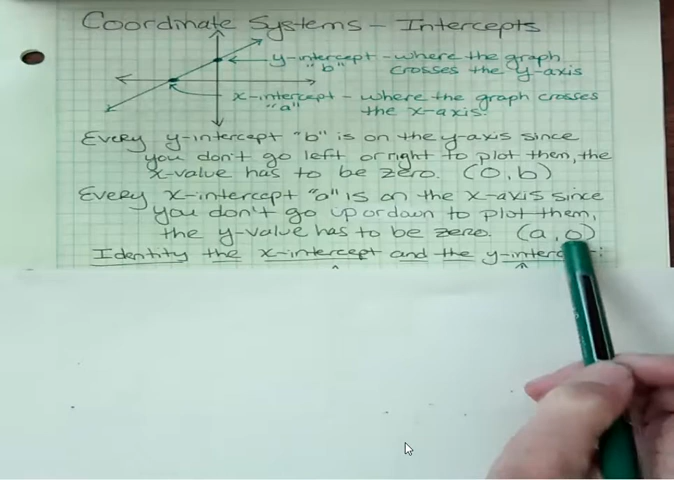 Coordinate Systems - Intercepts
y-intercept - where the graph
"b" crosses the y-axis
x-intercept - where the graph crosses
"a" the x-axis.
Every y-intercept "b" is on the y-axis since
you don't go left or right to plot them, the
x-value has to be zero. (0, b)
Every x-intercept "a" is on the x-axis since
you don't go up or down to plot them,
the y-value has to be zero. (a, 0)
Identity the x-intercept and the y-interc